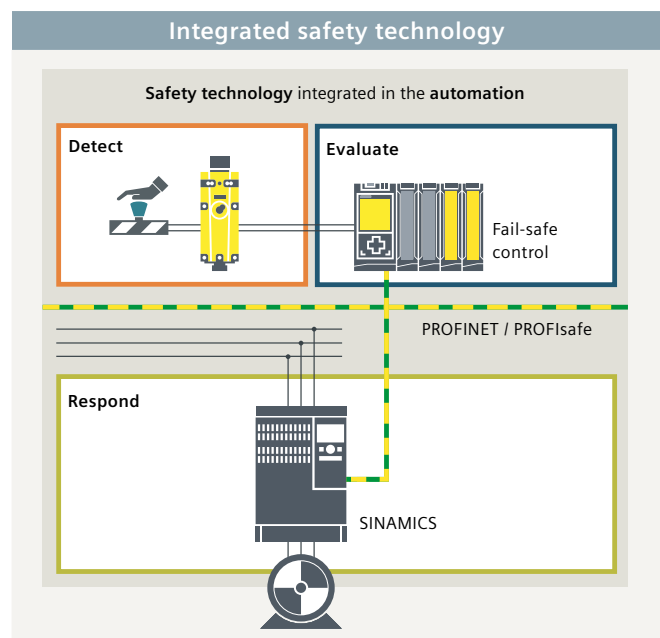 Integrated safety technology
Safety technology integrated in the automation
Detect
Evaluate
Fail-safe
control
PROFINET / PROFIsafe
Respond
SINAMICS